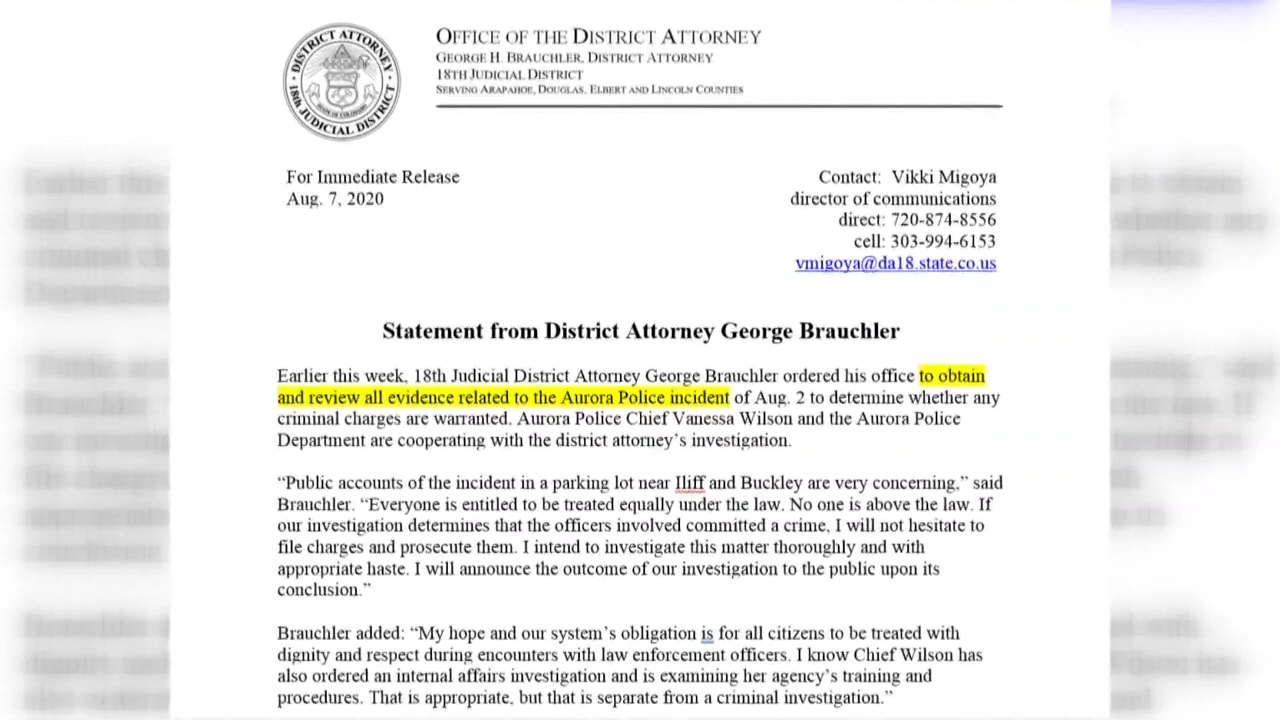 DISTRICT ATTORNEY
18th JUDICIAL DISTRICT
OFFICE OF THE DISTRICT ATTORNEY
GEORGE H. BRAUCHLER, DISTRICT ATTORNEY
18TH JUDICIAL DISTRICT
SERVING ARAPAHOE, DOUGLAS, ELBERT AND LINCOLN COUNTIES
For Immediate Release
Aug. 7, 2020
Contact: Vikki Migoya
director of communications
direct: 720-874-8556
cell: 303-994-6153
vmigoya@da18.state.co.us
Statement from District Attorney George Brauchler
Earlier this week, 18th Judicial District Attorney George Brauchler ordered his office to obtain
and review all evidence related to the Aurora Police incident of Aug. 2 to determine whether any
criminal charges are warranted. Aurora Police Chief Vanessa Wilson and the Aurora Police
Department are cooperating with the district attorney's investigation.
“Public accounts of the incident in a parking lot near Iliff and Buckley are very concerning,” said
Brauchler. “Everyone is entitled to be treated equally under the law. No one is above the law. If
our investigation determines that the officers involved committed a crime, I will not hesitate to
file charges and prosecute them. I intend to investigate this matter thoroughly and with
appropriate haste. I will announce the outcome of our investigation to the public upon its
conclusion.”
Brauchler added: “My hope and our system’s obligation is for all citizens to be treated with
dignity and respect during encounters with law enforcement officers. I know Chief Wilson has
also ordered an internal affairs investigation and is examining her agency’s training and
procedures. That is appropriate, but that is separate from a criminal investigation.”